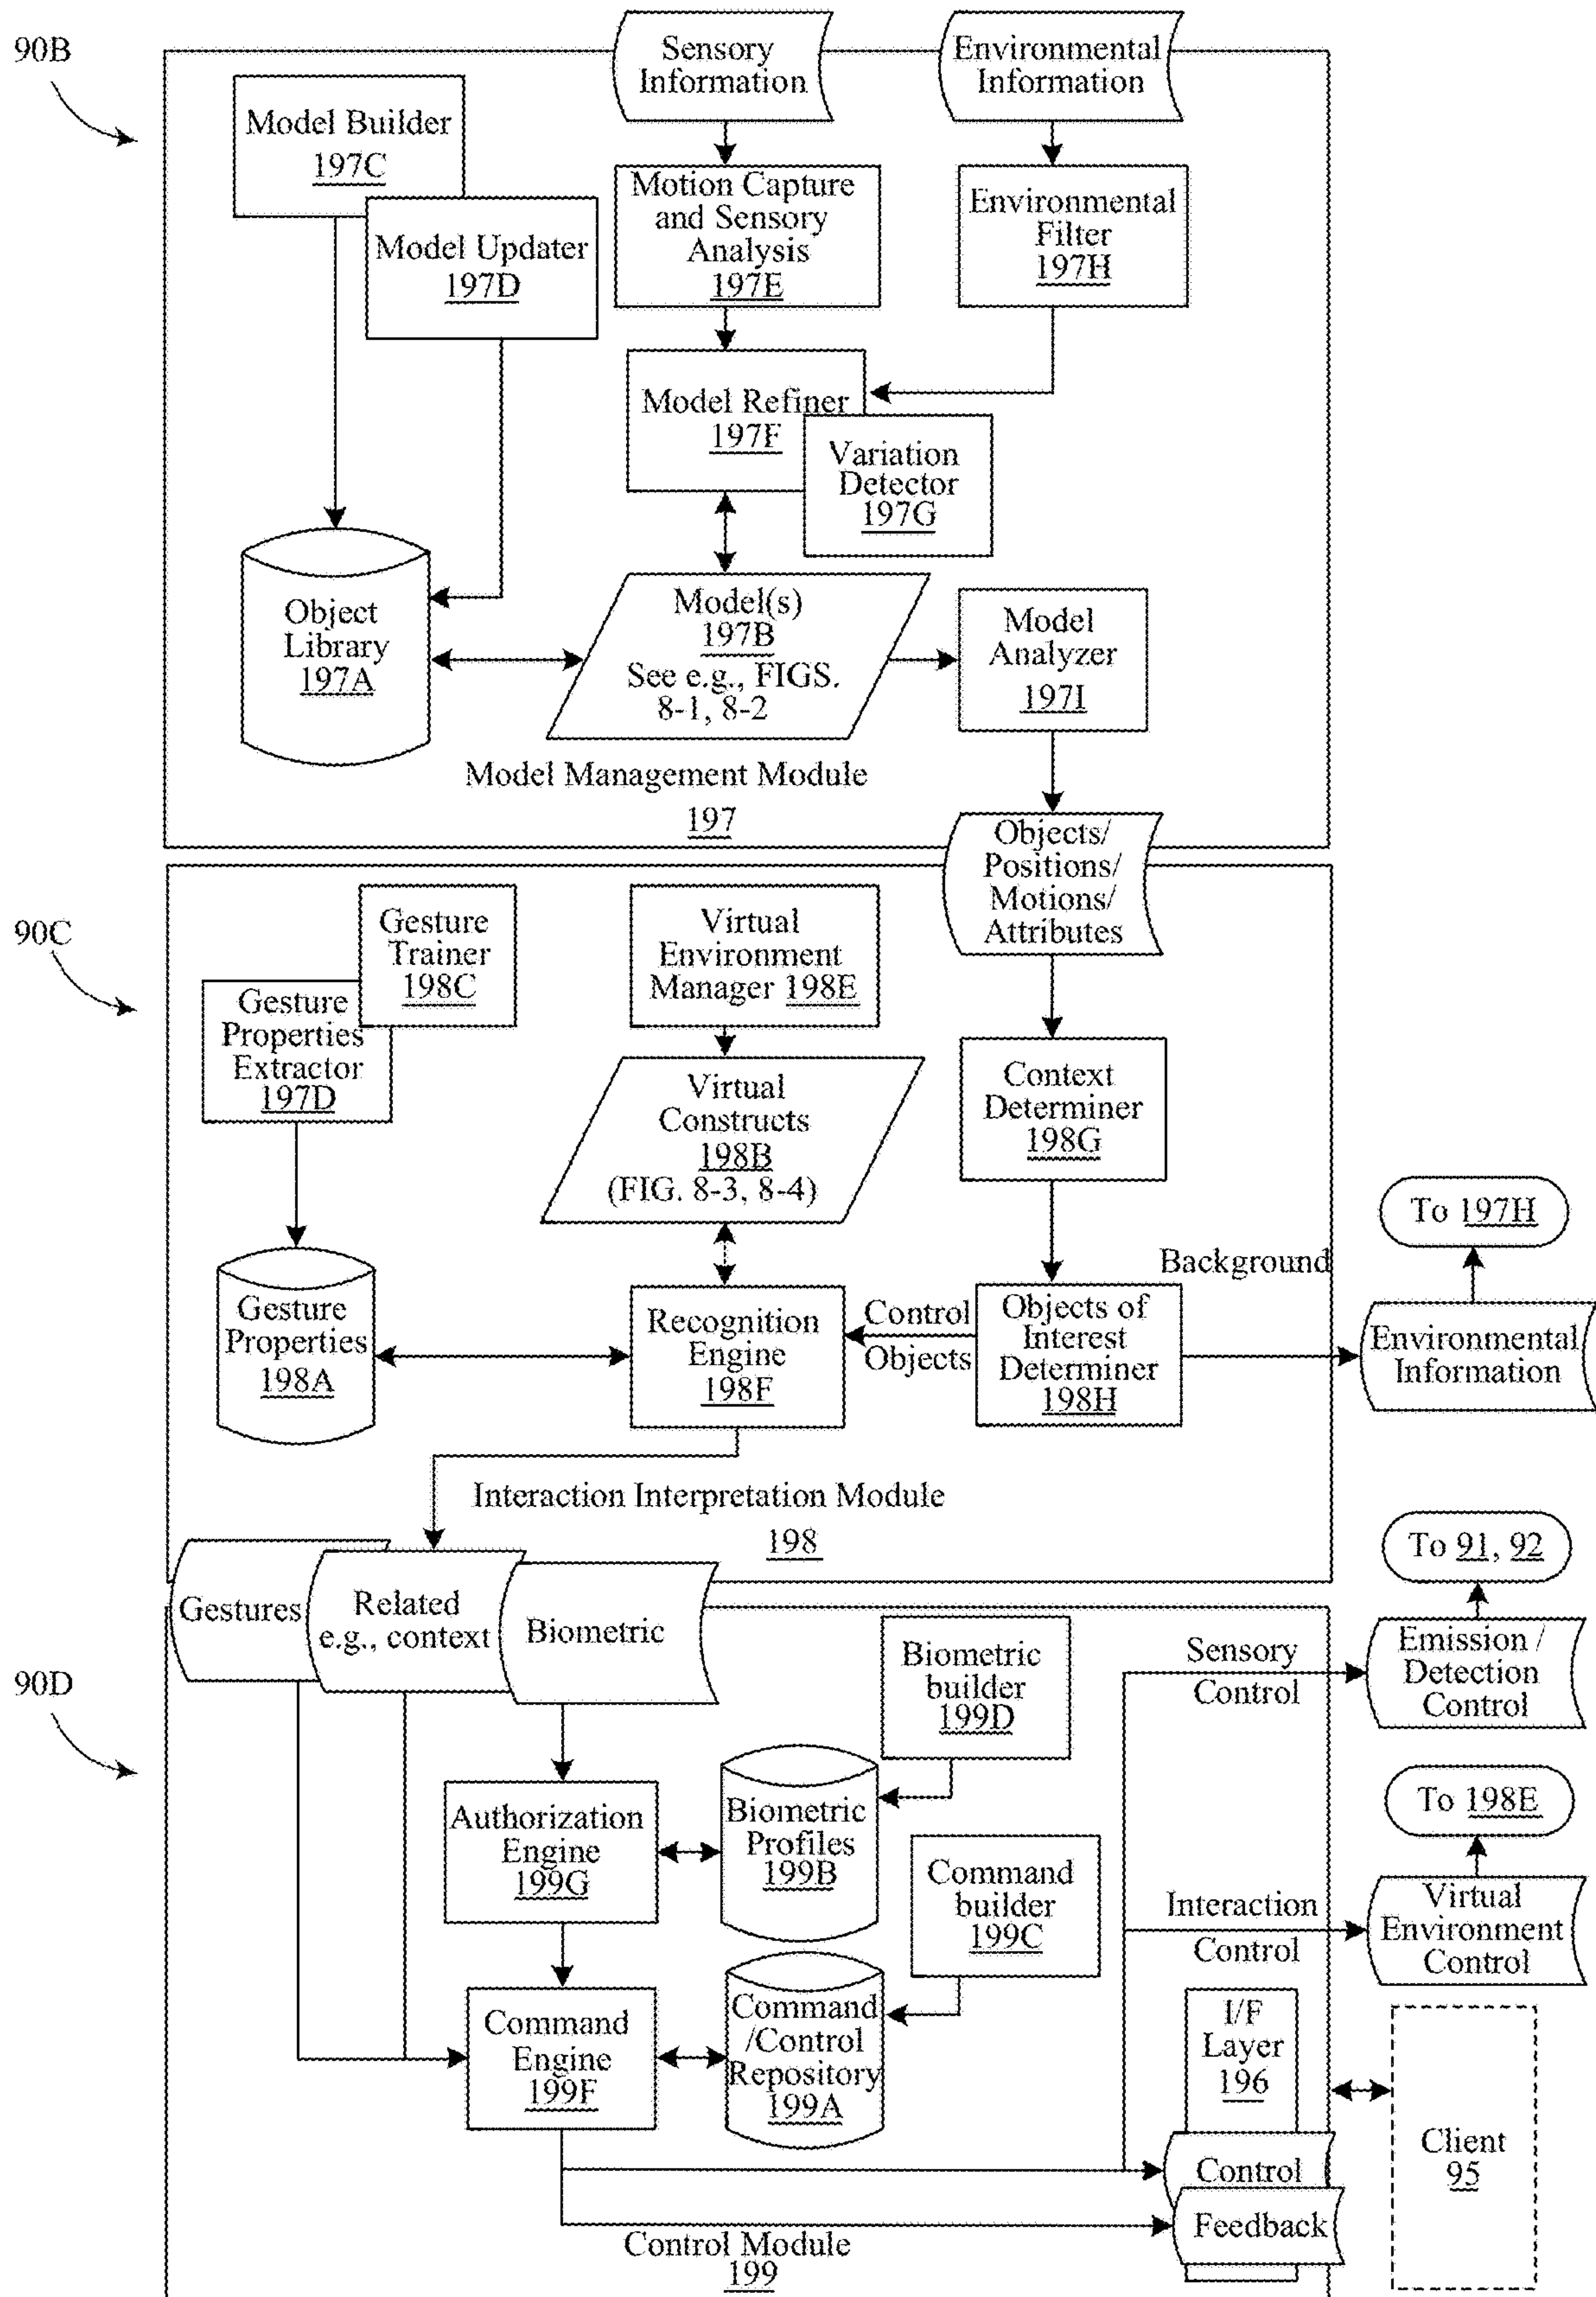 90B
Sensory
Information
Environmental
Information
Model Builder
197C
Model Updater
197D
Motion Capture
and Sensory
Analysis
197E
Environmental
Filter
197H
Model Refiner
197F
Variation
Detector
197G
Object
Library
197A
Model(s)
197B
See e.g., FIGS.
8-1, 8-2
Model
Analyzer
197I
Model Management Module
197
Objects/
Positions/
Motions/
Attributes
90C
Gesture
Trainer
198C
Gesture
Properties
Extractor
197D
Virtual
Environment
Manager 198E
Virtual
Constructs
198B
(FIG. 8-3, 8-4)
Context
Determiner
198G
To 197H
Background
Gesture
Properties
198A
Recognition
Engine
198F
Control
Objects
Objects of
Interest
Determiner
198H
Environmental
Information
Interaction Interpretation Module
198
To 91, 92
Gestures
Related
e.g., context
Biometric
90D
Biometric
builder
199D
Sensory
Control
Emission /
Detection
Control
To 198E
Authorization
Engine
199G
Biometric
Profiles
199B
Command
builder
199C
Interaction
Control
Virtual
Environment
Control
Command
Engine
199F
Command
/Control
Repository
199A
I/F
Layer
196
Client
95
Control
Feedback
Control Module
199